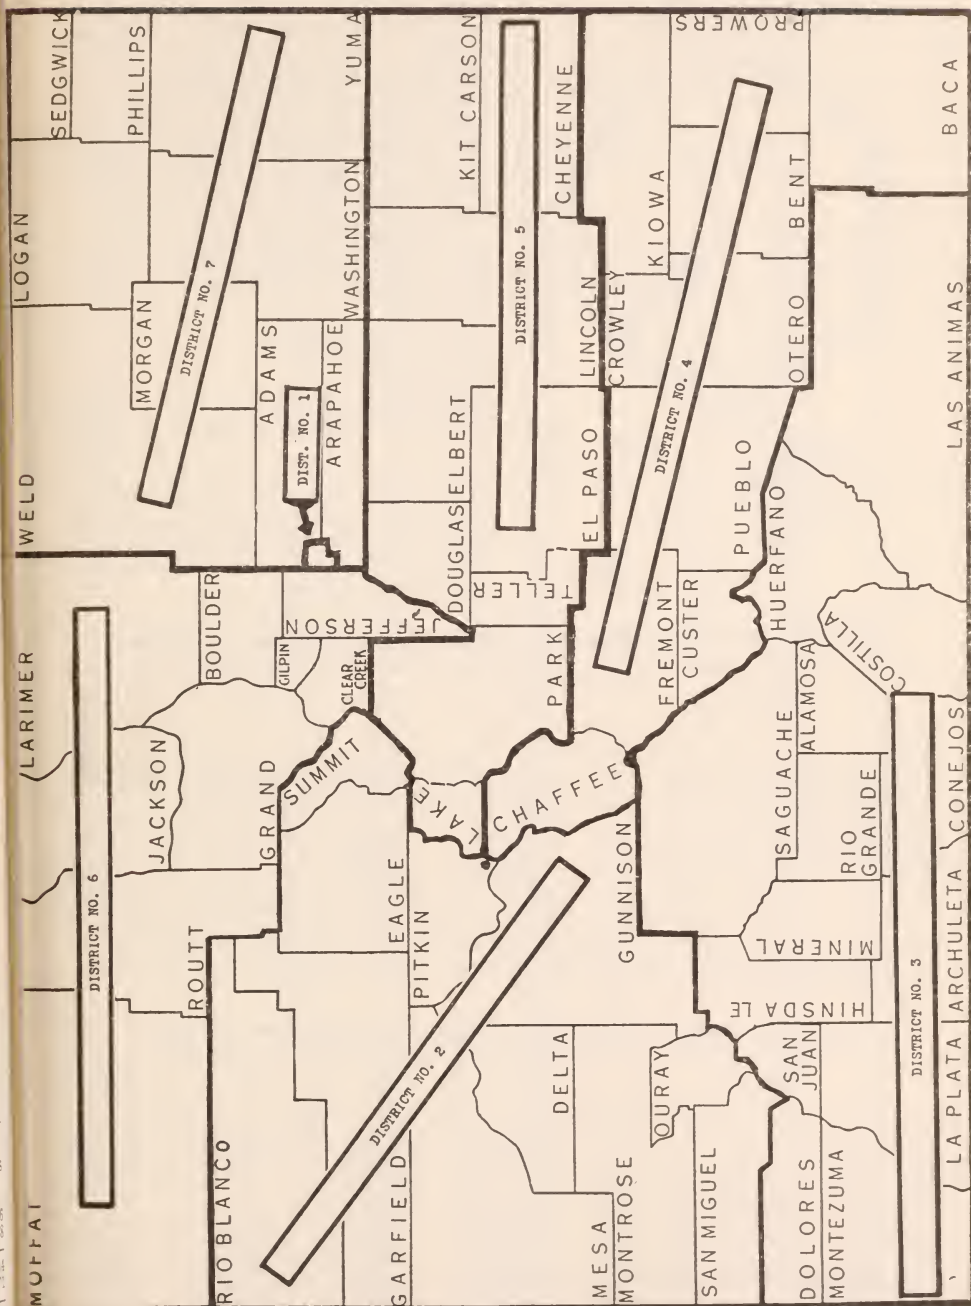 MOFFAT
LARIMER
WELD
LOGAN
SEDGWICK
PHILLIPS
DISTRICT NO. 6
JACKSON
MORGAN
DISTRICT NO. 7
ROUTT
BOULDER
RIO BLANCO
GRAND
GILPIN
JEFFERSON
ADAMS
DIST. NO. 1
ARAPAHOE
WASHINGTON
YUMA
SUMMIT
CLEAR
CREEK
GARFIELD
EAGLE
PITKIN
DISTRICT NO. 2
LAKE
DOUGLAS
ELBERT
KIT CARSON
TELLER
DISTRICT NO. 5
CHAFFEE
PARK
DELTA
CHEYENNE
MESA
MONTROSE
GUNNISON
EL PASO
LINCOLN
CROWLEY
OURAY
FREMONT
CUSTER
DISTRICT NO. 4
KIOWA
PROWERS
SAN MIGUEL
HINSDALE
MINERAL
SAGUACHE
PUEBLO
OTERO
BENT
DOLORES
MONTEZUMA
SAN
JUAN
RIO
GRANDE
ALAMOSA
HUERFANO
COSTILLA
DISTRICT NO. 3
LA PLATA
ARCHULETA
CONEJOS
LAS ANIMAS
BACA